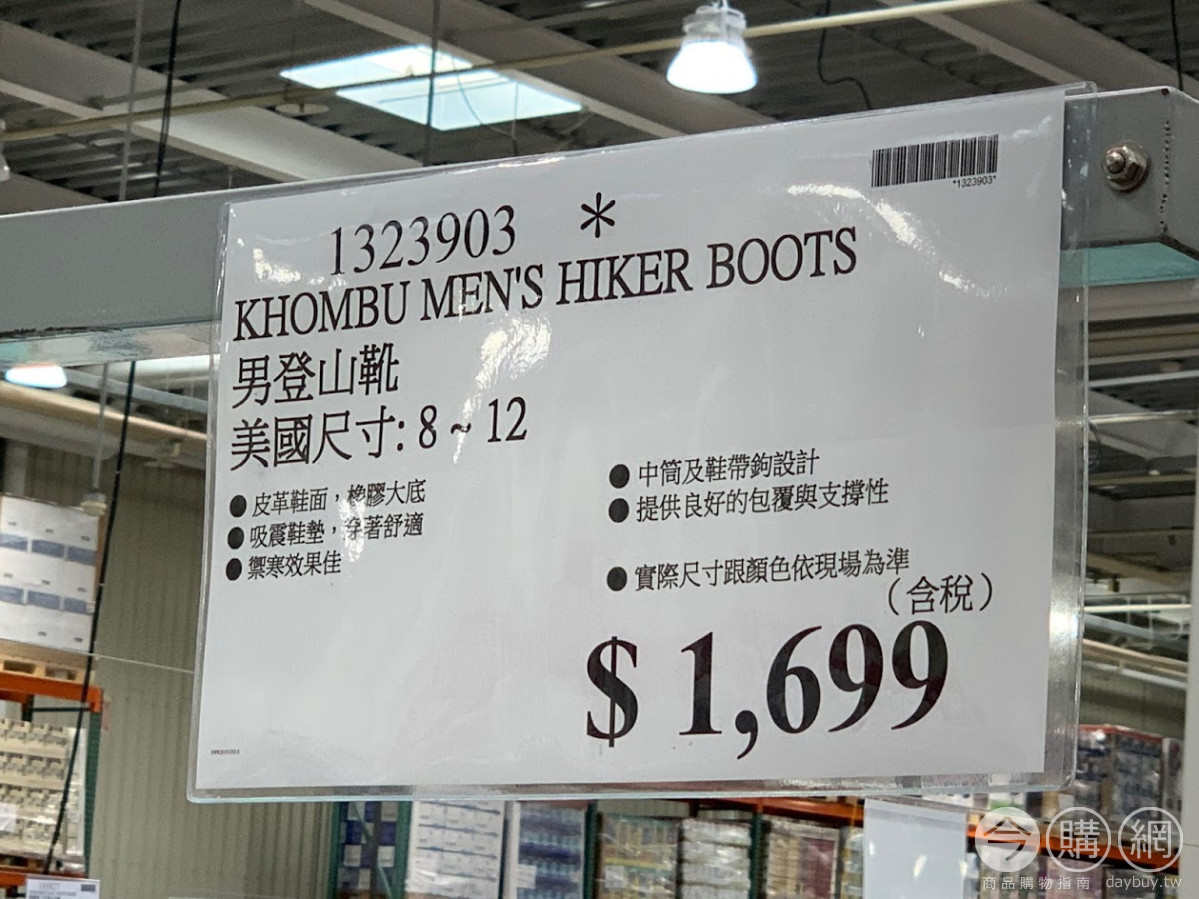 *1323903*
1323903 *
KHOMBU MEN'S HIKER BOOTS
男登山靴
美國尺寸: 8 ~ 12
● 皮革鞋面，橡膠大底
● 吸震鞋墊，穿著舒適
● 禦寒效果佳
● 中筒及鞋帶鉤設計
● 提供良好的包覆與支撐性
● 實際尺寸跟顏色依現場為準
（含稅）
$ 1,699
今購網
商品購物指南 daybuy.tw